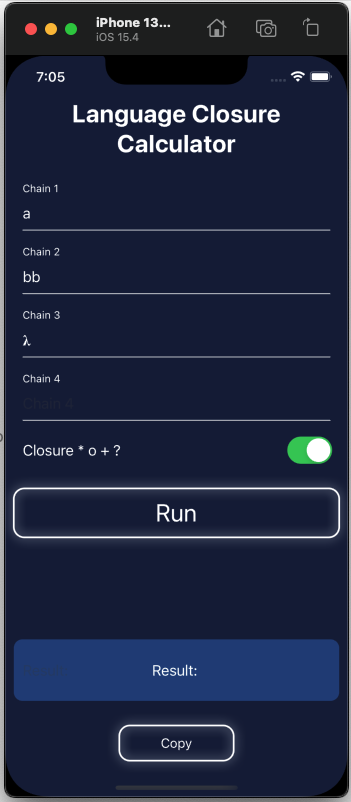 iPhone 13...
iOS 15.4
7:05
Language Closure
Calculator
Chain 1
a
Chain 2
bb
Chain 3
λ
Chain 4
Chain 4
Closure * o + ?
Run
Result:
Copy